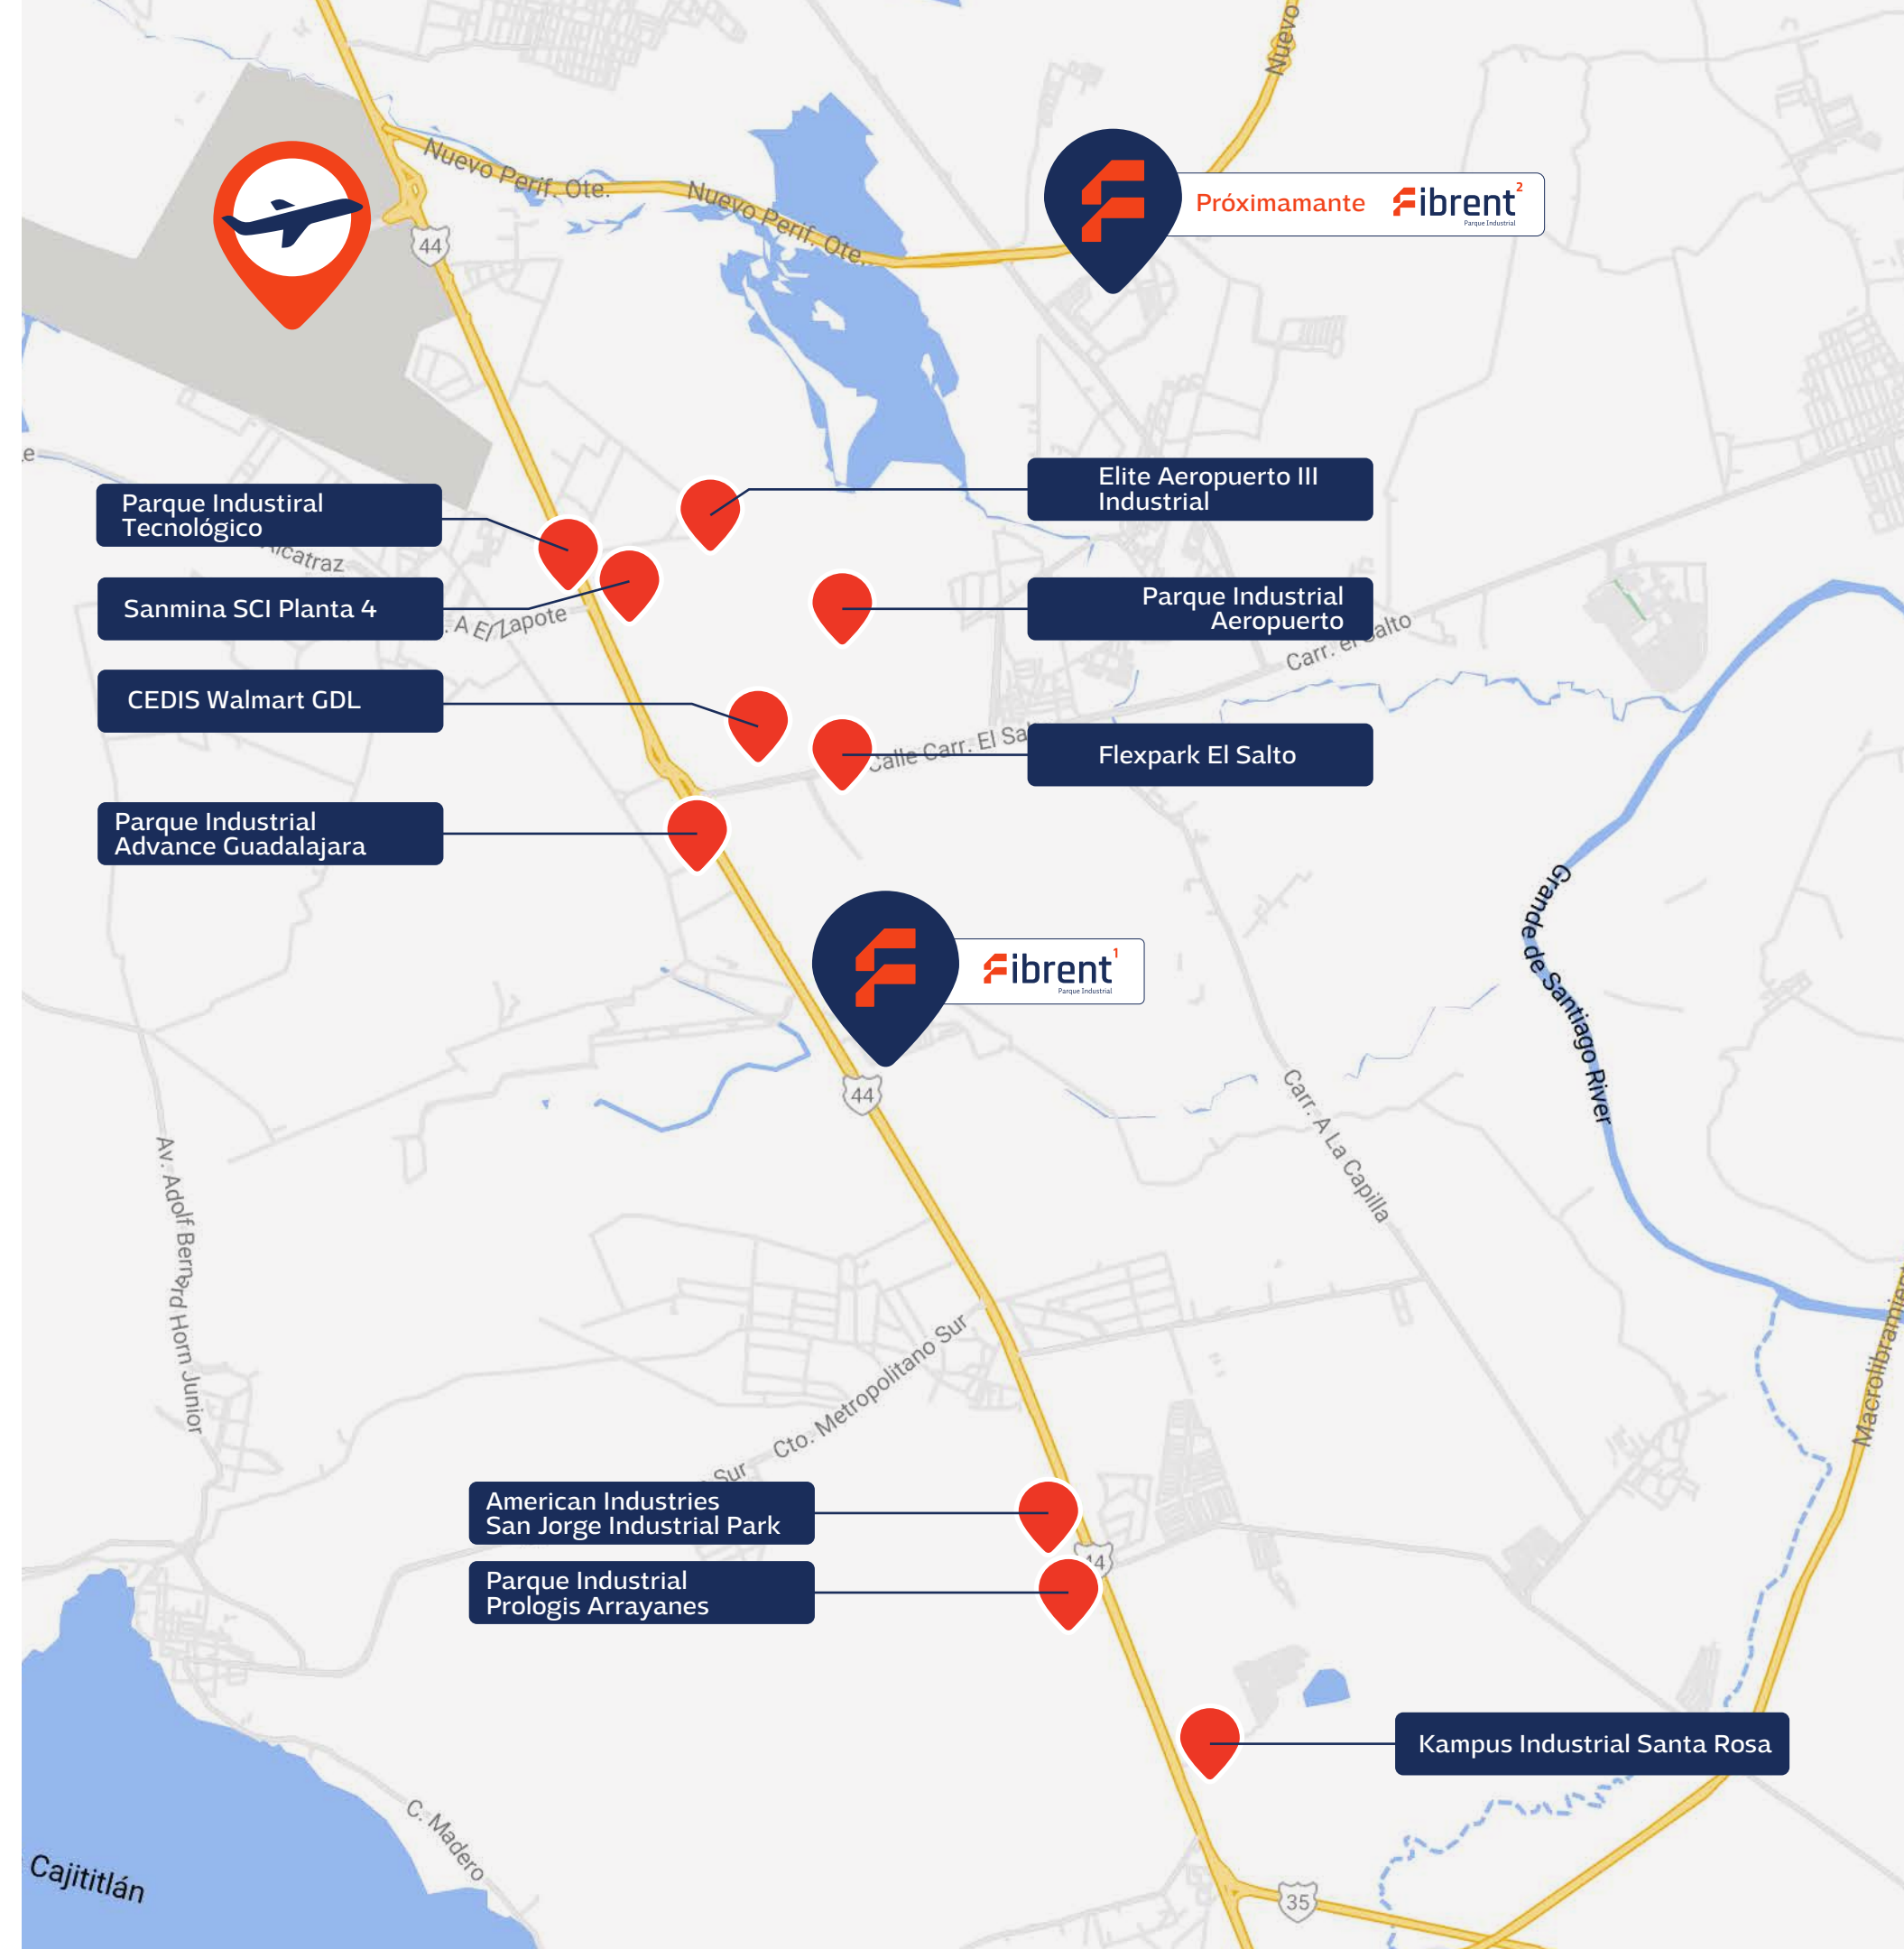 Nuevo
Nuevo Perif. Ote.
Nuevo Perif. Ote.
44
Próximamante
Fibrent 2
Parque Industrial
Elite Aeropuerto III
Industrial
Parque Industiral
Tecnológico
Alcatraz
Sanmina SCI Planta 4
. A El Zapote
Parque Industrial
Aeropuerto
Carr. el Salto
CEDIS Walmart GDL
Calle Carr. El Sal
Flexpark El Salto
Parque Industrial
Advance Guadalajara
Grande de Santiago River
Fibrent 1
Parque Industrial
44
Carr. A La Capilla
Av. Adolf Bernard Horn Junior
Macrolibramient
Cto. Metropolitano Sur
Sur
American Industries
San Jorge Industrial Park
44
Parque Industrial
Prologis Arrayanes
Kampus Industrial Santa Rosa
C. Madero
Cajititlán
35